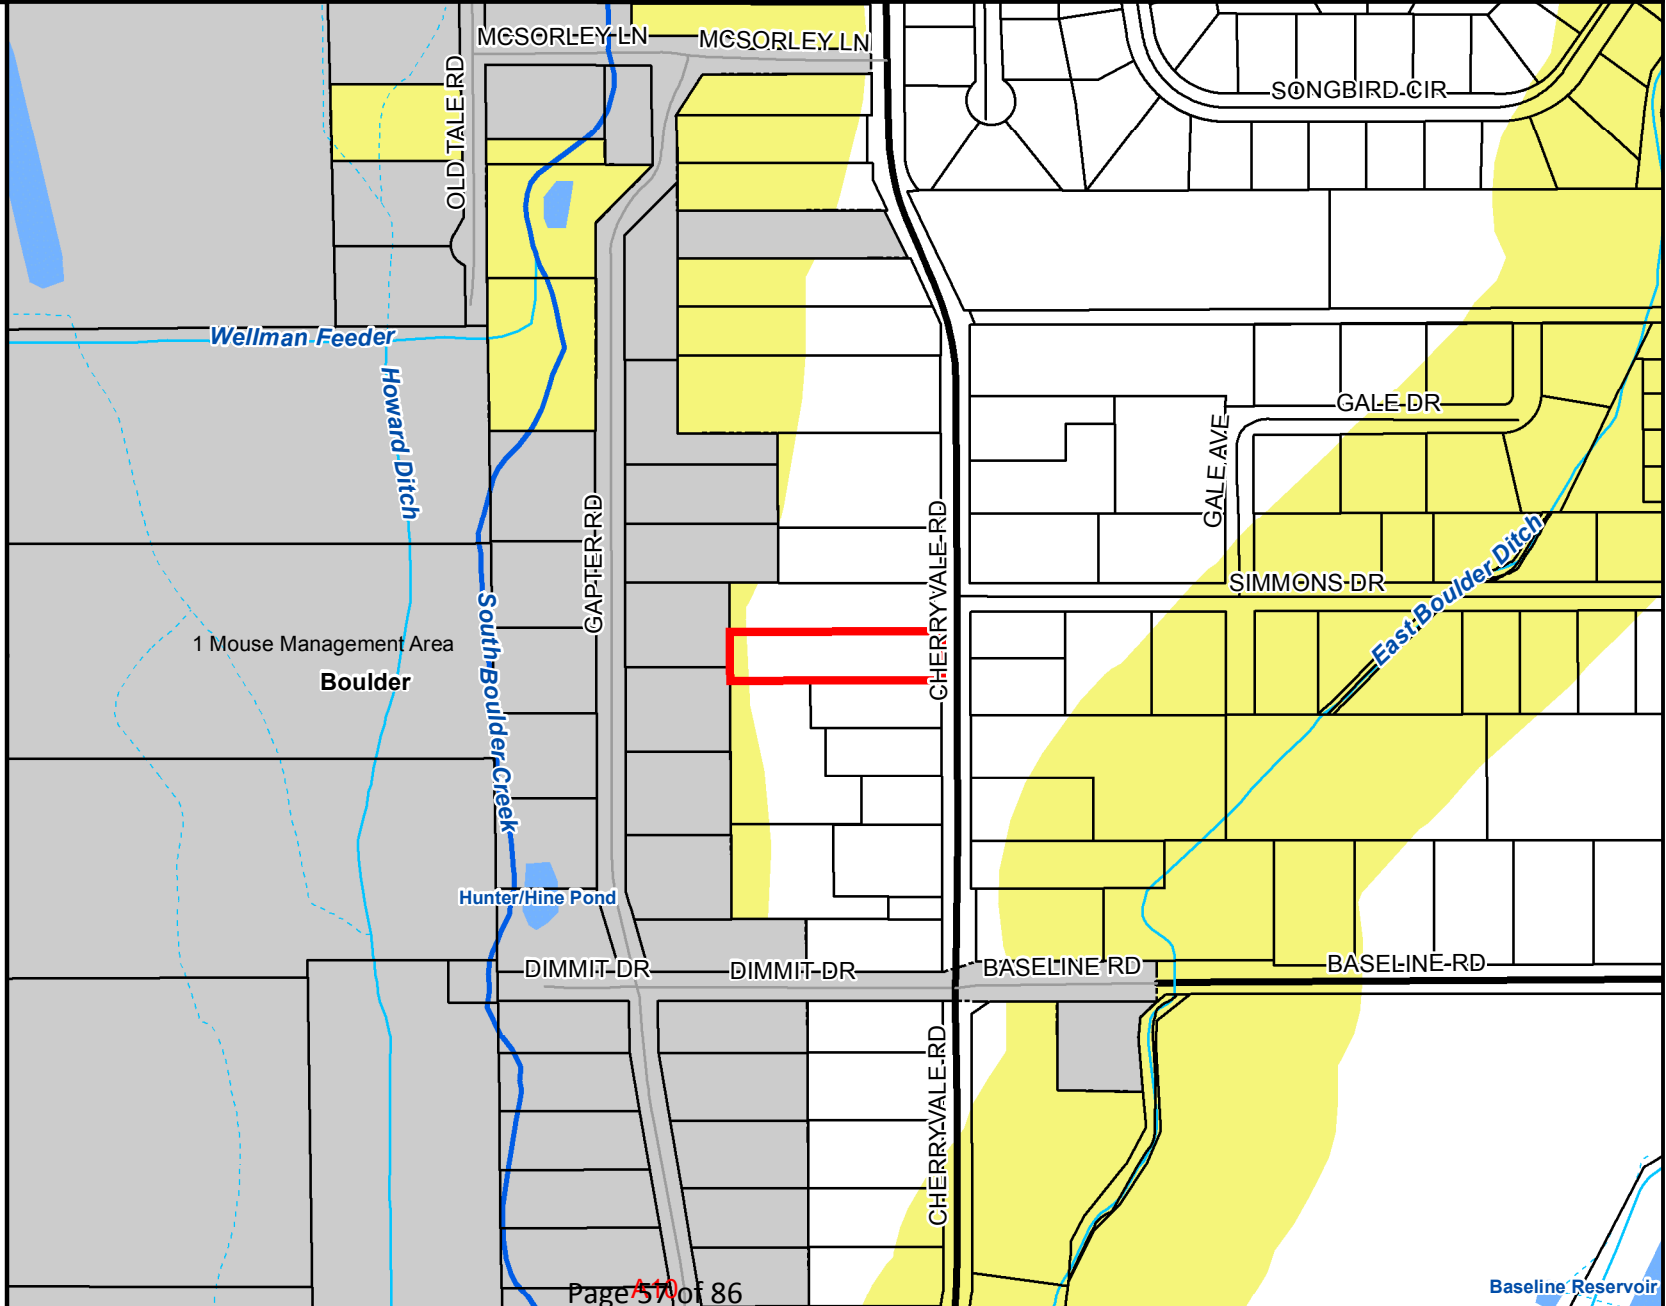 MCSORLEY LN
MCSORLEY LN
OLD TALE RD
SONGBIRD CIR
Wellman Feeder
Howard Ditch
GALE DR
GALE AVE
GAPTER RD
CHERRYVALE RD
East Boulder Ditch
SIMMONS DR
1 Mouse Management Area
Boulder
South Boulder Creek
Hunter/Hine Pond
DIMMIT DR
DIMMIT DR
BASELINE RD
BASELINE RD
CHERRYVALE RD
Baseline Reservoir
A10
Page 57 of 86